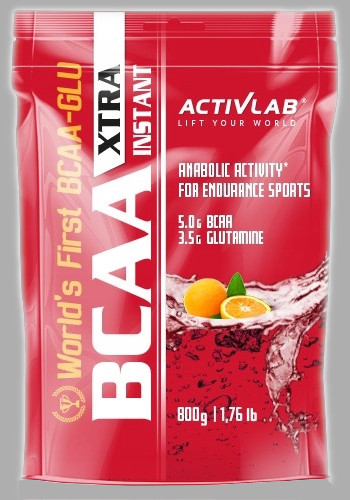 World's First BCAA-GLU
BCAA
XTRA
INSTANT
ACTIVLAB®
LIFT YOUR WORLD
ANABOLIC ACTIVITY*
FOR ENDURANCE SPORTS
5.0G BCAA
3.5G GLUTAMINE
800g | 1,76 lb